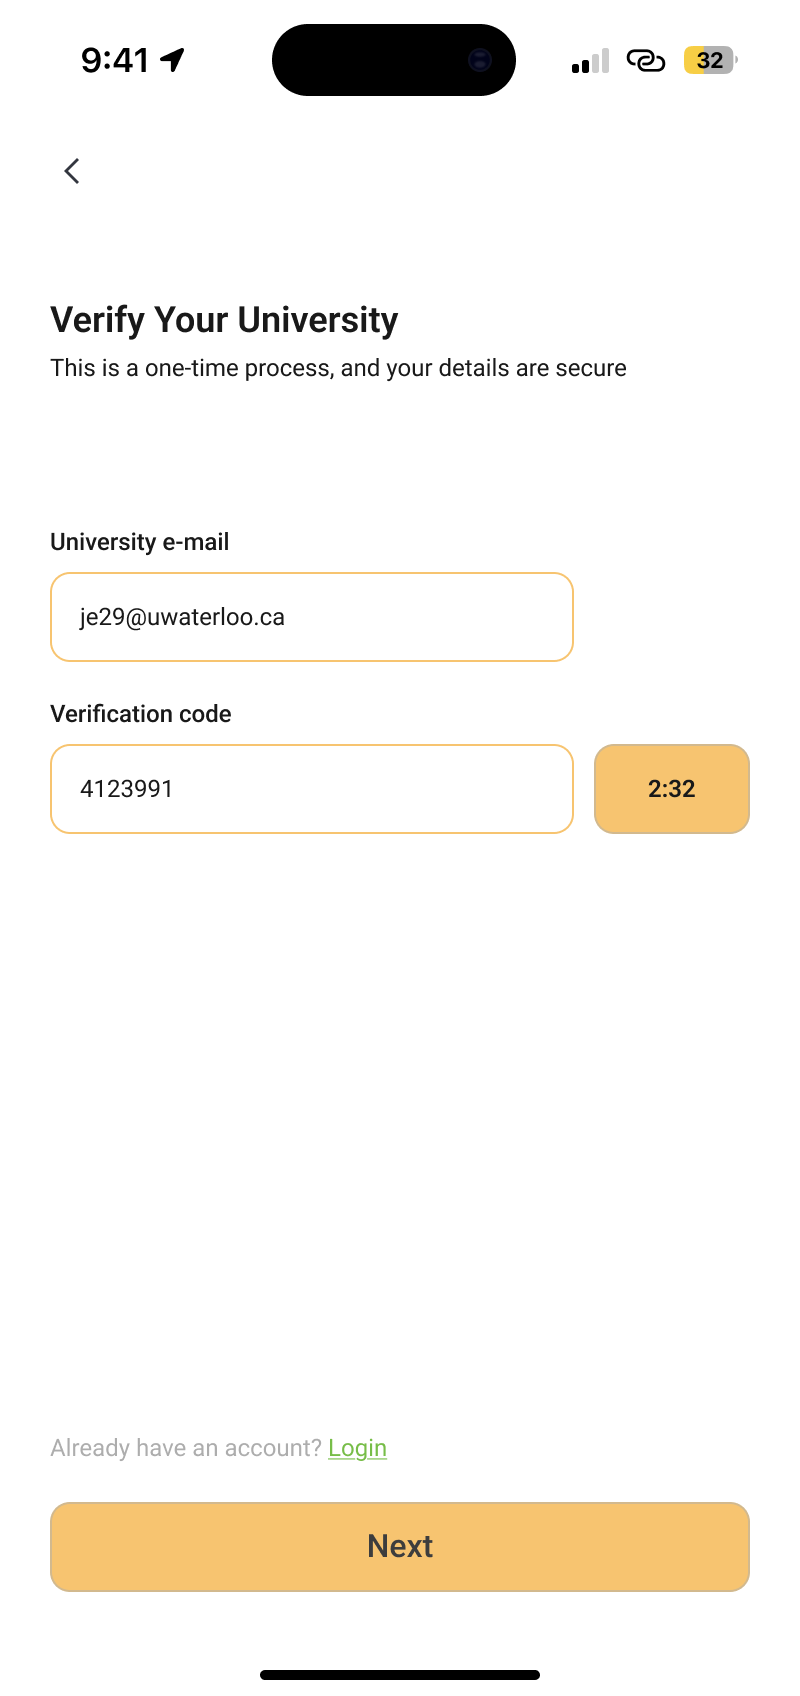 9:41
32
Verify Your University
This is a one-time process, and your details are secure
University e-mail
je29@uwaterloo.ca
Verification code
4123991
2:32
Already have an account? Login
Next